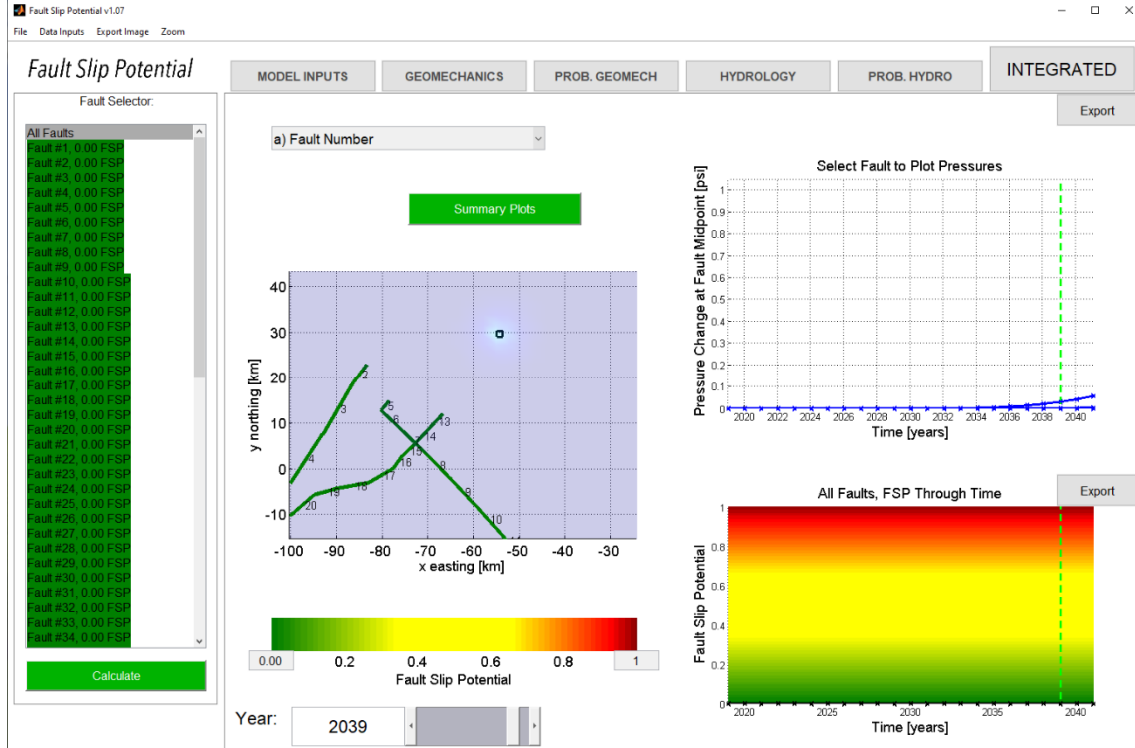 Fault Slip Potential v1.07
File Data Inputs Export Image Zoom
Fault Slip Potential
MODEL INPUTS GEOMECHANICS PROB. GEOMECH HYDROLOGY PROB. HYDRO INTEGRATED
Fault Selector:
All Faults
Fault #1, 0.00 FSP
Fault #2, 0.00 FSP
Fault #3, 0.00 FSP
Fault #4, 0.00 FSP
Fault #5, 0.00 FSP
Fault #6, 0.00 FSP
Fault #7, 0.00 FSP
Fault #8, 0.00 FSP
Fault #9, 0.00 FSP
Fault #10, 0.00 FSP
Fault #11, 0.00 FSP
Fault #12, 0.00 FSP
Fault #13, 0.00 FSP
Fault #14, 0.00 FSP
Fault #15, 0.00 FSP
Fault #16, 0.00 FSP
Fault #17, 0.00 FSP
Fault #18, 0.00 FSP
Fault #19, 0.00 FSP
Fault #20, 0.00 FSP
Fault #21, 0.00 FSP
Fault #22, 0.00 FSP
Fault #23, 0.00 FSP
Fault #24, 0.00 FSP
Fault #25, 0.00 FSP
Fault #26, 0.00 FSP
Fault #27, 0.00 FSP
Fault #28, 0.00 FSP
Fault #29, 0.00 FSP
Fault #30, 0.00 FSP
Fault #31, 0.00 FSP
Fault #32, 0.00 FSP
Fault #33, 0.00 FSP
Fault #34, 0.00 FSP
Calculate
a) Fault Number
Summary Plots
y northing [km]
40
30
20
10
0
-10
2
3
4
5
6
13
14
15
16
8
17
18
19
20
9
10
-100 -90 -80 -70 -60 -50 -40 -30
x easting [km]
0.00 0.2 0.4 0.6 0.8 1
Fault Slip Potential
Year: 2039
Export
Select Fault to Plot Pressures
Pressure Change at Fault Midpoint [psi]
1
0.9
0.8
0.7
0.6
0.5
0.4
0.3
0.2
0.1
0
2020 2022 2024 2026 2028 2030 2032 2034 2036 2038 2040
Time [years]
Export
All Faults, FSP Through Time
Fault Slip Potential
1
0.8
0.6
0.4
0.2
0
2020 2025 2030 2035 2040
Time [years]